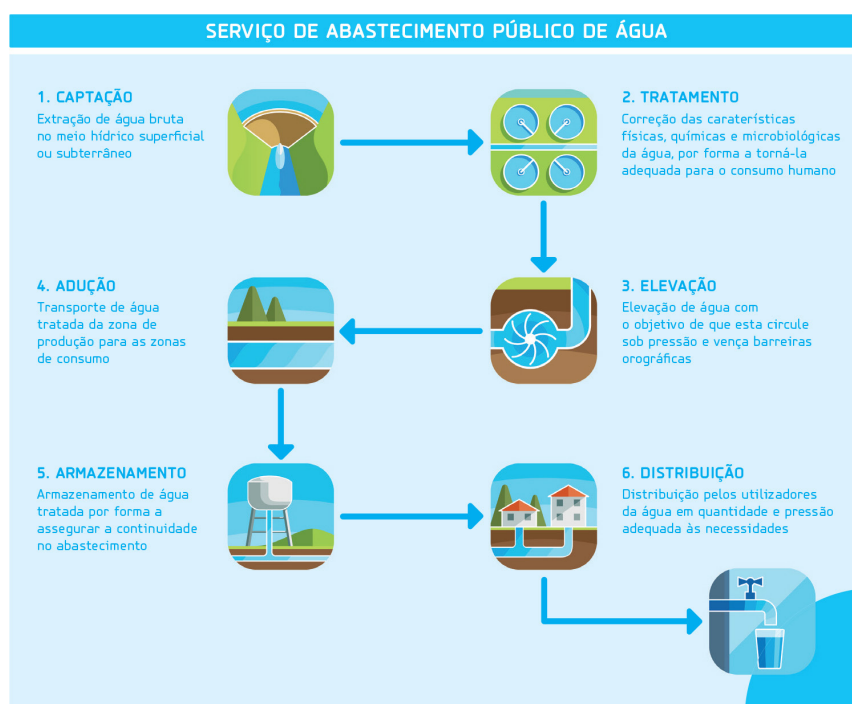 SERVIÇO DE ABASTECIMENTO PÚBLICO DE ÁGUA
1. CAPTAÇÃO
Extração de água bruta
no meio hídrico superficial
ou subterrâneo
2. TRATAMENTO
Correção das caraterísticas
físicas, químicas e microbiológicas
da água, por forma a torná-la
adequada para o consumo humano
3. ELEVAÇÃO
Elevação de água com
o objetivo de que esta circule
sob pressão e vença barreiras
orográficas
4. ADUÇÃO
Transporte de água
tratada da zona de
produção para as zonas
de consumo
5. ARMAZENAMENTO
Armazenamento de água
tratada por forma a
assegurar a continuidade
no abastecimento
6. DISTRIBUIÇÃO
Distribuição pelos utilizadores
da água em quantidade e pressão
adequada às necessidades